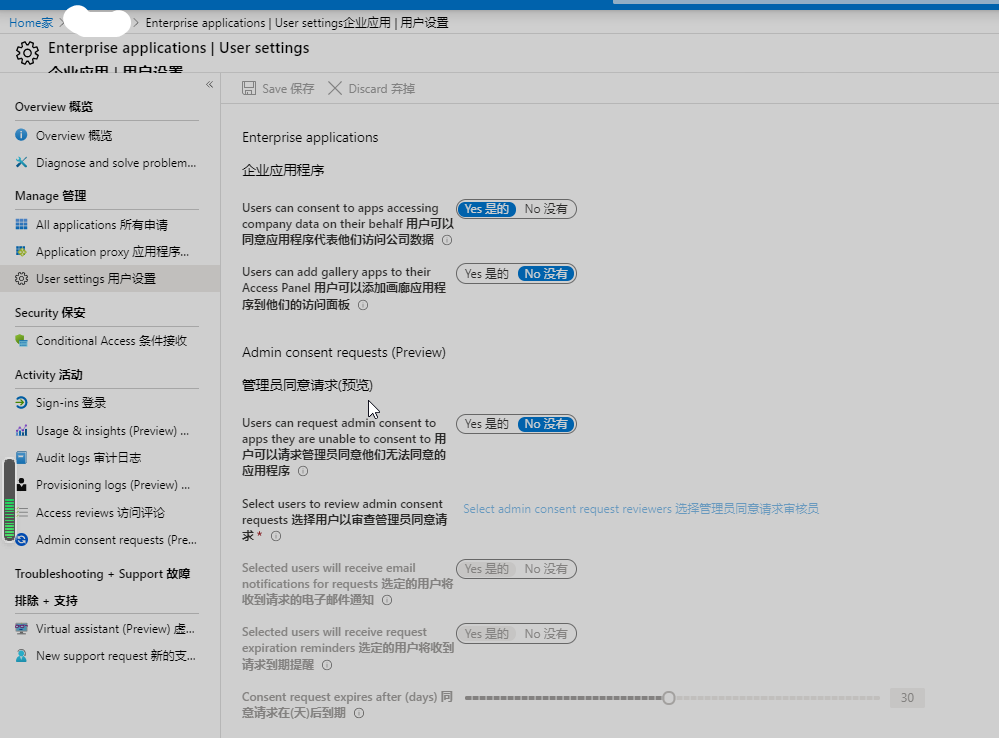 Home家 > > Enterprise applications | User settings企业应用 | 用户设置
Enterprise applications | User settings
企业应用 | 用户设置
«
Save 保存 Discard 弃掉
Overview 概览
Overview 概览
Diagnose and solve problem...
Manage 管理
All applications 所有申请
Application proxy 应用程序...
User settings 用户设置
Security 保安
Conditional Access 条件接收
Activity 活动
Sign-ins 登录
Usage & insights (Preview) ...
Audit logs 审计日志
Provisioning logs (Preview) ...
Access reviews 访问评论
Admin consent requests (Pre...
Troubleshooting + Support 故障
排除 + 支持
Virtual assistant (Preview) 虚...
New support request 新的支...
Enterprise applications
企业应用程序
Users can consent to apps accessing
company data on their behalf 用户可以
同意应用程序代表他们访问公司数据
Yes 是的 No 没有
Users can add gallery apps to their
Access Panel 用户可以添加画廊应用程
序到他们的访问面板
Yes 是的 No 没有
Admin consent requests (Preview)
管理员同意请求(预览)
Users can request admin consent to
apps they are unable to consent to 用
户可以请求管理员同意他们无法同意的
应用程序
Yes 是的 No 没有
Select users to review admin consent
requests 选择用户以审查管理员同意请
求 *
Select admin consent request reviewers 选择管理员同意请求审核员
Selected users will receive email
notifications for requests 选定的用户将
收到请求的电子邮件通知
Yes 是的 No 没有
Selected users will receive request
expiration reminders 选定的用户将收到
请求到期提醒
Yes 是的 No 没有
Consent request expires after (days) 同
意请求在(天)后到期
30